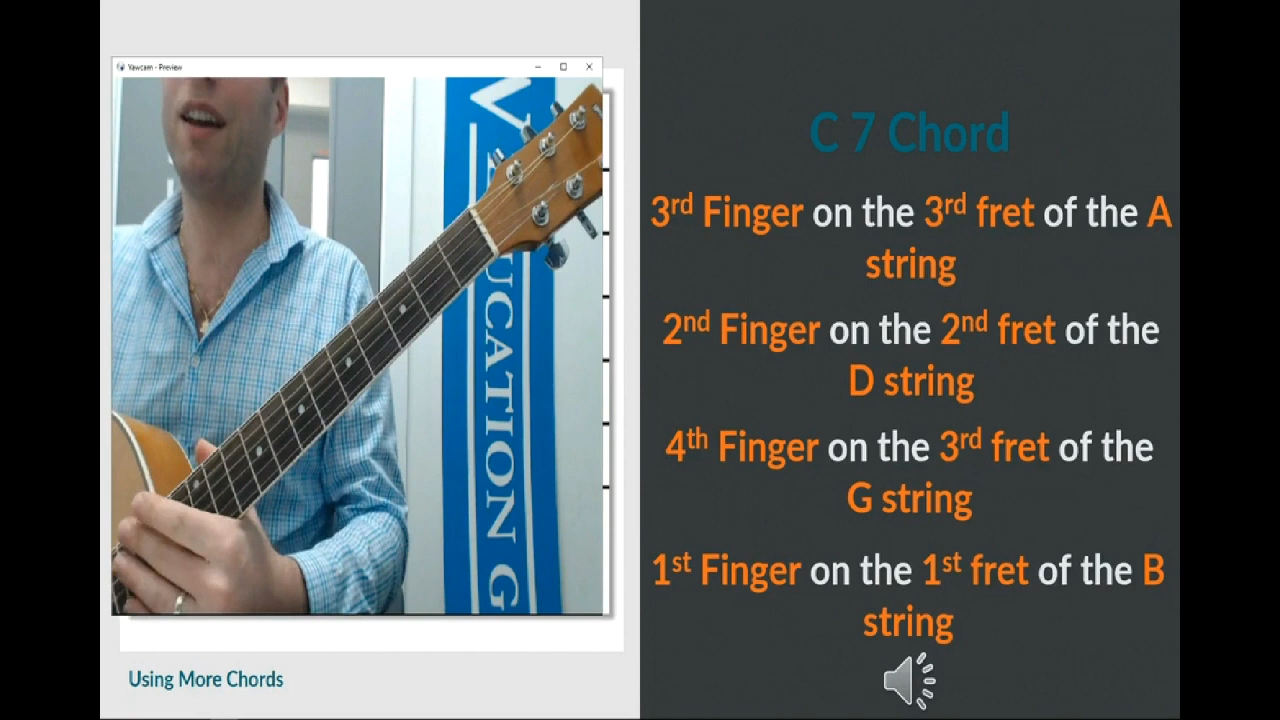 Yawcam - Preview
V
UCATION G
Using More Chords
C 7 Chord
3rd Finger on the 3rd fret of the A
string
2nd Finger on the 2nd fret of the
D string
4th Finger on the 3rd fret of the
G string
1st Finger on the 1st fret of the B
string